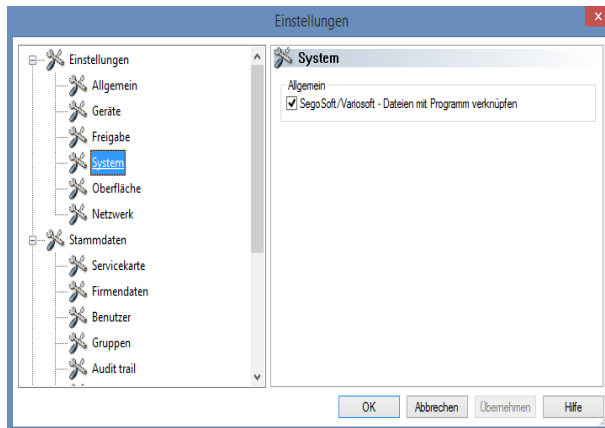 Einstellungen
x
Einstellungen
Allgemein
Geräte
Freigabe
System
Oberfläche
Netzwerk
Stammdaten
Servicekarte
Firmendaten
Benutzer
Gruppen
Audit trail
System
Allgemein
SegoSoft/Variosoft - Dateien mit Programm verknüpfen
OK Abbrechen Übernehmen Hilfe